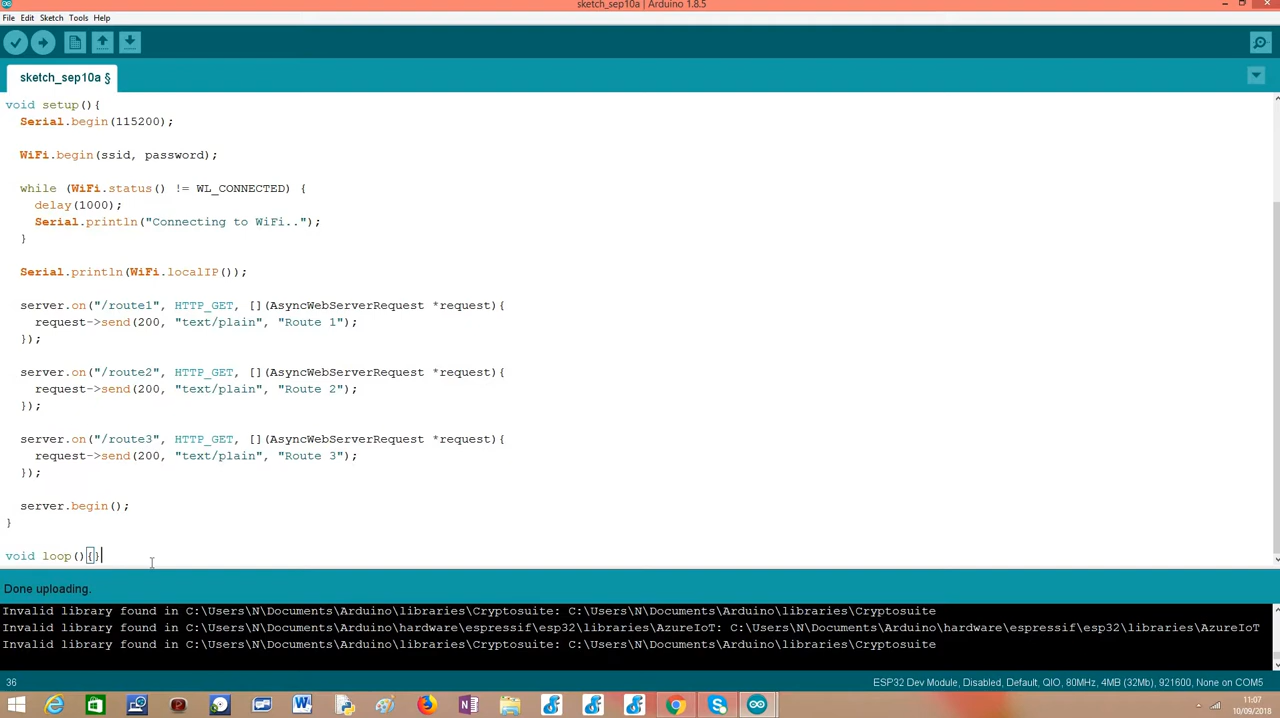 sketch_sep10a | Arduino 1.8.5
File Edit Sketch Tools Help
sketch_sep10a §
void setup(){
Serial.begin(115200);
WiFi.begin(ssid, password);
while (WiFi.status() != WL_CONNECTED) {
delay(1000);
Serial.println("Connecting to WiFi..");
}
Serial.println(WiFi.localIP());
server.on("/route1", HTTP_GET, [](AsyncWebServerRequest *request){
request->send(200, "text/plain", "Route 1");
});
server.on("/route2", HTTP_GET, [](AsyncWebServerRequest *request){
request->send(200, "text/plain", "Route 2");
});
server.on("/route3", HTTP_GET, [](AsyncWebServerRequest *request){
request->send(200, "text/plain", "Route 3");
});
server.begin();
}
void loop(){}
Done uploading.
Invalid library found in C:\Users\N\Documents\Arduino\libraries\Cryptosuite: C:\Users\N\Documents\Arduino\libraries\Cryptosuite
Invalid library found in C:\Users\N\Documents\Arduino\hardware\espressif\esp32\libraries\AzureIoT: C:\Users\N\Documents\Arduino\hardware\espressif\esp32\libraries\AzureIoT
Invalid library found in C:\Users\N\Documents\Arduino\libraries\Cryptosuite: C:\Users\N\Documents\Arduino\libraries\Cryptosuite
36
ESP32 Dev Module, Disabled, Default, QIO, 80MHz, 4MB (32Mb), 921600, None on COM5
11:07
10/09/2018